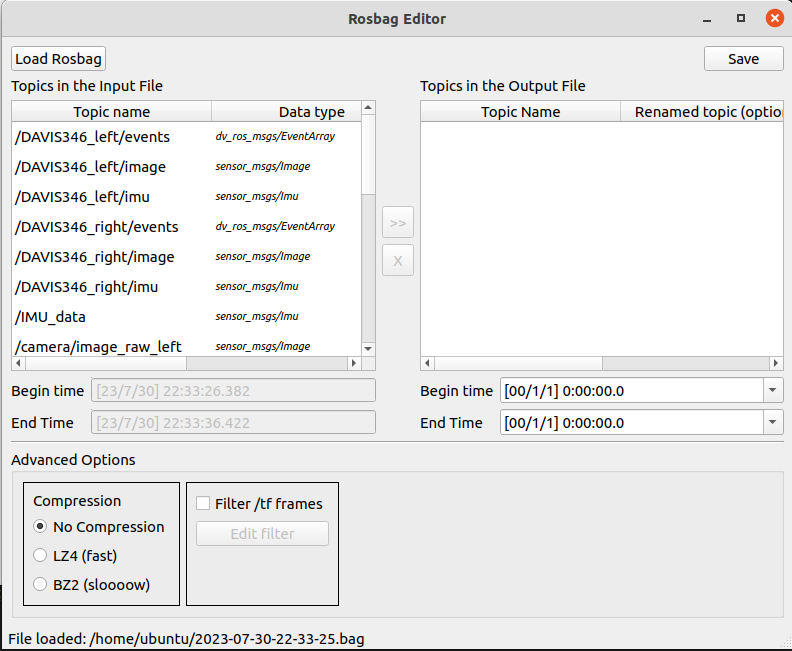 Rosbag Editor
Load Rosbag
Save
Topics in the Input File
Topics in the Output File
Topic name Data type
Topic Name Renamed topic (optio
/DAVIS346_left/events dv_ros_msgs/EventArray
/DAVIS346_left/image sensor_msgs/Image
/DAVIS346_left/imu sensor_msgs/Imu
/DAVIS346_right/events dv_ros_msgs/EventArray
/DAVIS346_right/image sensor_msgs/Image
/DAVIS346_right/imu sensor_msgs/Imu
/IMU_data sensor_msgs/Imu
/camera/image_raw_left sensor_msgs/Image
>>
X
Begin time [23/7/30] 22:33:26.382
End Time [23/7/30] 22:33:36.422
Begin time [00/1/1] 0:00:00.0
End Time [00/1/1] 0:00:00.0
Advanced Options
Compression
No Compression
LZ4 (fast)
BZ2 (sloooow)
Filter /tf frames
Edit filter
File loaded: /home/ubuntu/2023-07-30-22-33-25.bag